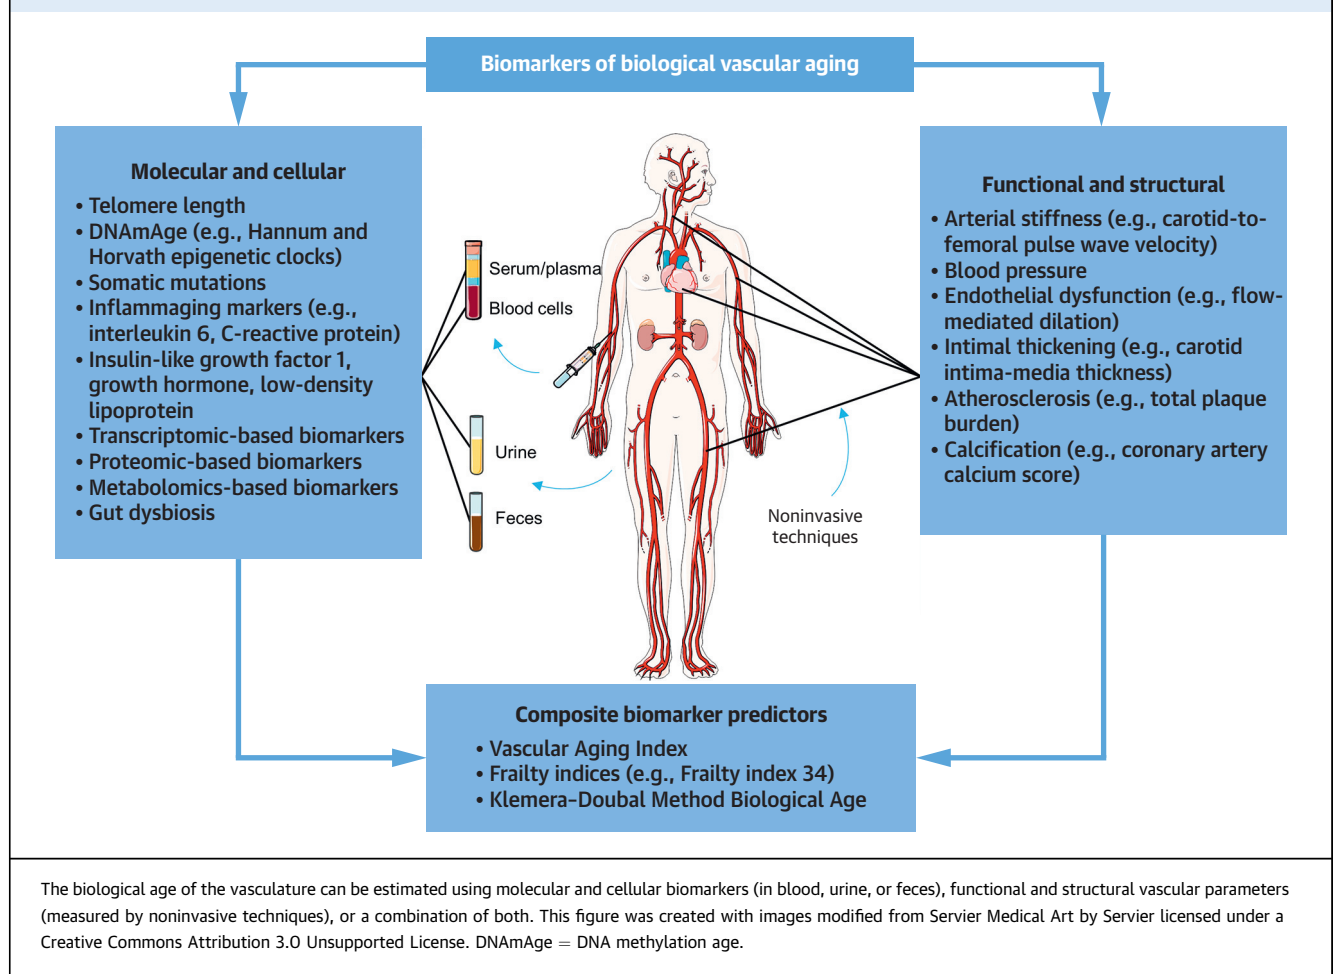 Biomarkers of biological vascular aging
Molecular and cellular
• Telomere length
• DNAmAge (e.g., Hannum and
Horvath epigenetic clocks)
• Somatic mutations
• Inflammaging markers (e.g.,
interleukin 6, C-reactive protein)
• Insulin-like growth factor 1,
growth hormone, low-density
lipoprotein
• Transcriptomic-based biomarkers
• Proteomic-based biomarkers
• Metabolomics-based biomarkers
• Gut dysbiosis
Serum/plasma
Blood cells
Urine
Feces
Noninvasive
techniques
Functional and structural
• Arterial stiffness (e.g., carotid-to-
femoral pulse wave velocity)
• Blood pressure
• Endothelial dysfunction (e.g., flow-
mediated dilation)
• Intimal thickening (e.g., carotid
intima-media thickness)
• Atherosclerosis (e.g., total plaque
burden)
• Calcification (e.g., coronary artery
calcium score)
Composite biomarker predictors
• Vascular Aging Index
• Frailty indices (e.g., Frailty index 34)
• Klemera-Doubal Method Biological Age
The biological age of the vasculature can be estimated using molecular and cellular biomarkers (in blood, urine, or feces), functional and structural vascular parameters
(measured by noninvasive techniques), or a combination of both. This figure was created with images modified from Servier Medical Art by Servier licensed under a
Creative Commons Attribution 3.0 Unsupported License. DNAmAge = DNA methylation age.